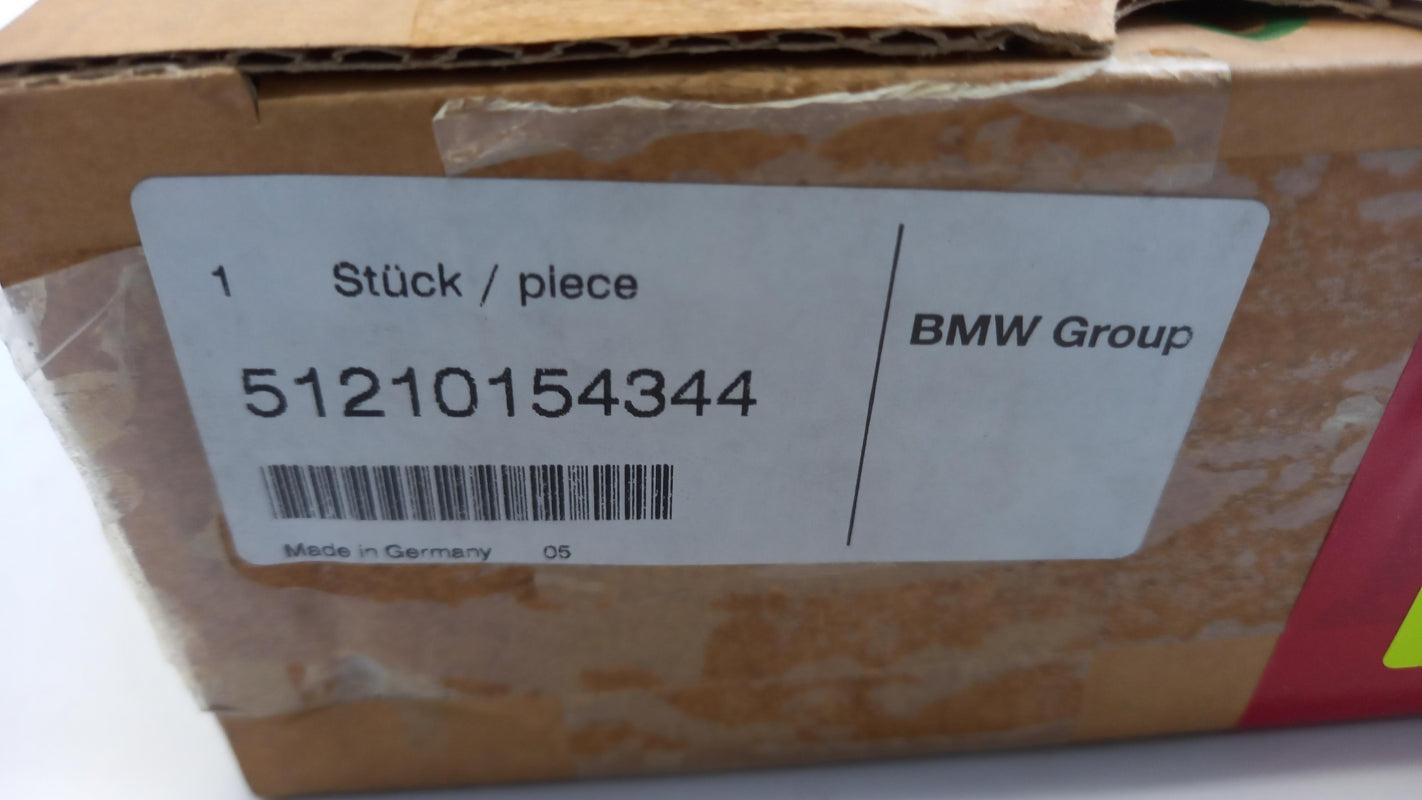 1 Stück / piece
51210154344
Made in Germany 05
BMW Group